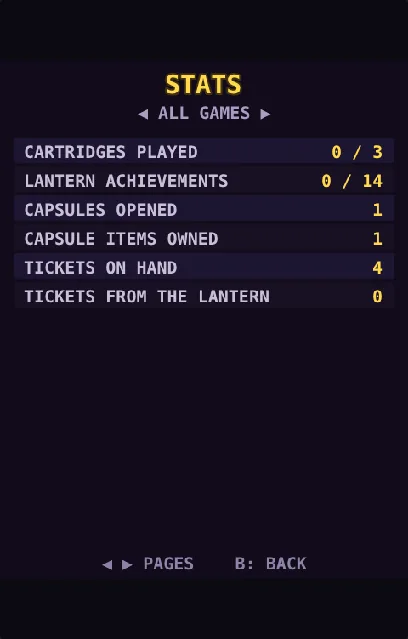 STATS
◀ ALL GAMES ▶
CARTRIDGES PLAYED 0 / 3
LANTERN ACHIEVEMENTS 0 / 14
CAPSULES OPENED 1
CAPSULE ITEMS OWNED 1
TICKETS ON HAND 4
TICKETS FROM THE LANTERN 0
◀ ▶ PAGES B: BACK